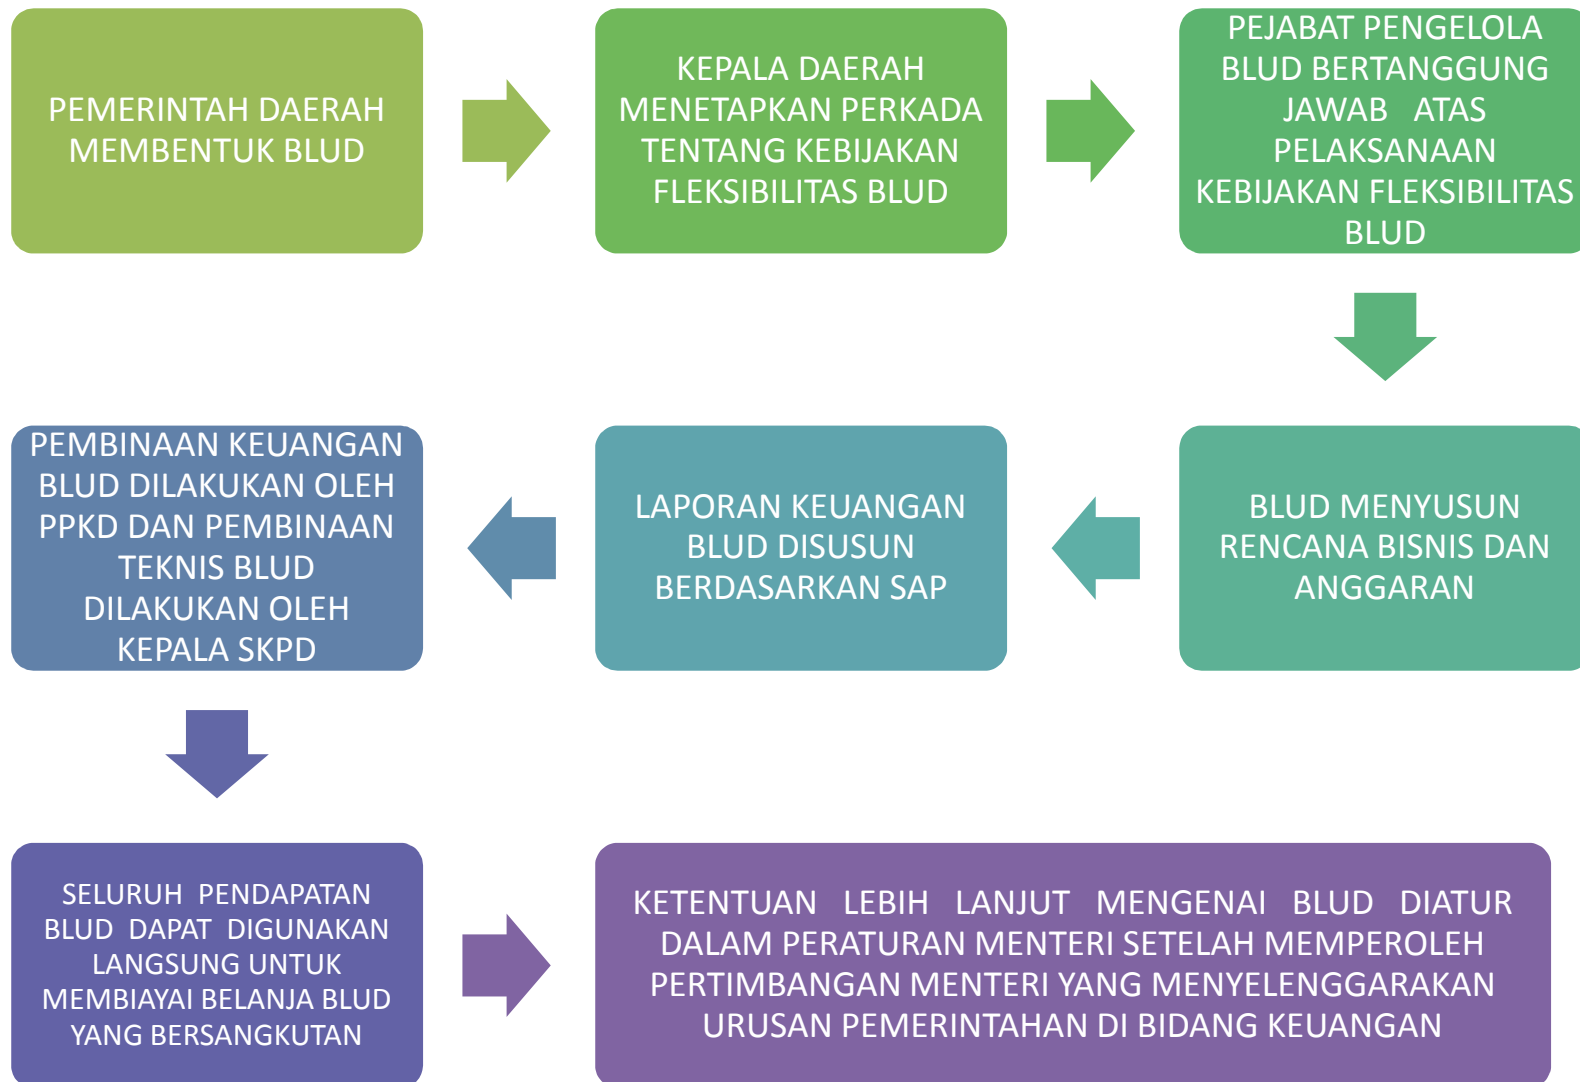 PEMERINTAH DAERAH
MEMBENTUK BLUD
KEPALA DAERAH
MENETAPKAN PERKADA
TENTANG KEBIJAKAN
FLEKSIBILITAS BLUD
PEJABAT PENGELOLA
BLUD BERTANGGUNG
JAWAB ATAS
PELAKSANAAN
KEBIJAKAN FLEKSIBILITAS
BLUD
BLUD MENYUSUN
RENCANA BISNIS DAN
ANGGARAN
LAPORAN KEUANGAN
BLUD DISUSUN
BERDASARKAN SAP
PEMBINAAN KEUANGAN
BLUD DILAKUKAN OLEH
PPKD DAN PEMBINAAN
TEKNIS BLUD
DILAKUKAN OLEH
KEPALA SKPD
SELURUH PENDAPATAN
BLUD DAPAT DIGUNAKAN
LANGSUNG UNTUK
MEMBIAYAI BELANJA BLUD
YANG BERSANGKUTAN
KETENTUAN LEBIH LANJUT MENGENAI BLUD DIATUR
DALAM PERATURAN MENTERI SETELAH MEMPEROLEH
PERTIMBANGAN MENTERI YANG MENYELENGGARAKAN
URUSAN PEMERINTAHAN DI BIDANG KEUANGAN